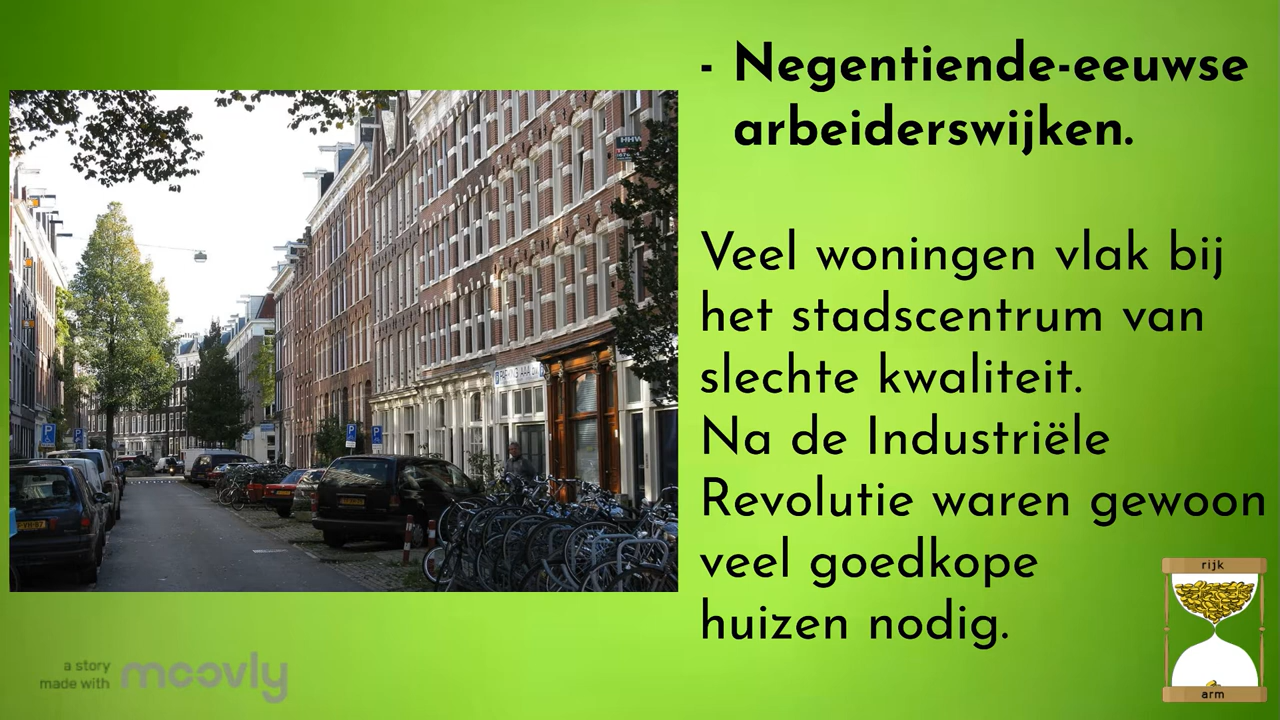 - Negentiende-eeuwse
arbeiderswijken.
Veel woningen vlak bij
het stadscentrum van
slechte kwaliteit.
Na de Industriële
Revolutie waren gewoon
veel goedkope
huizen nodig.
rijk
arm
a story
made with moovly
P
P
P
P